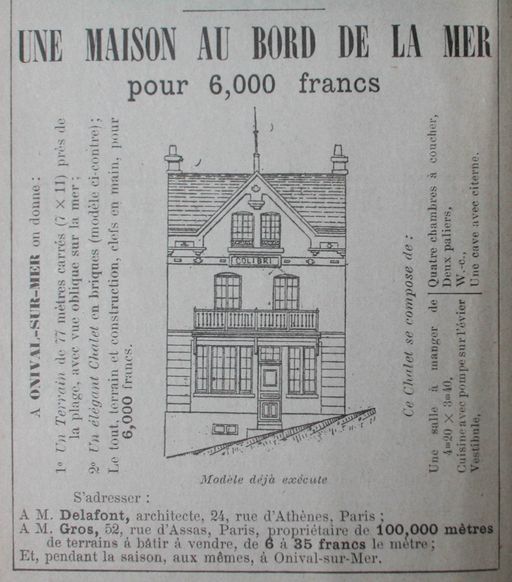 UNE MAISON AU BORD DE LA MER
pour 6,000 francs
A ONIVAL-SUR-MER on donne :
1º Un Terrain de 77 mètres carrés (7 × 11) près de
la plage, avec vue oblique sur la mer ;
2º Un élégant Chalet en briques (modèle ci-contre) ;
Le tout, terrain et construction, clefs en main, pour
6,000 francs.
COLIBRI
Ce Chalet se compose de :
Une salle à manger de
4m20 × 3m40,
Cuisine avec pompe sur l'évier
Vestibule,
Quatre chambres à coucher,
Deux paliers,
W.-c.,
Une cave avec citerne.
Modèle déjà exécuté
S'adresser :
A M. Delafont, architecte, 24, rue d'Athènes, Paris ;
A M. Gros, 52, rue d'Assas, Paris, propriétaire de 100,000 mètres
de terrains à bâtir à vendre, de 6 à 35 francs le mètre ;
Et, pendant la saison, aux mêmes, à Onival-sur-Mer.